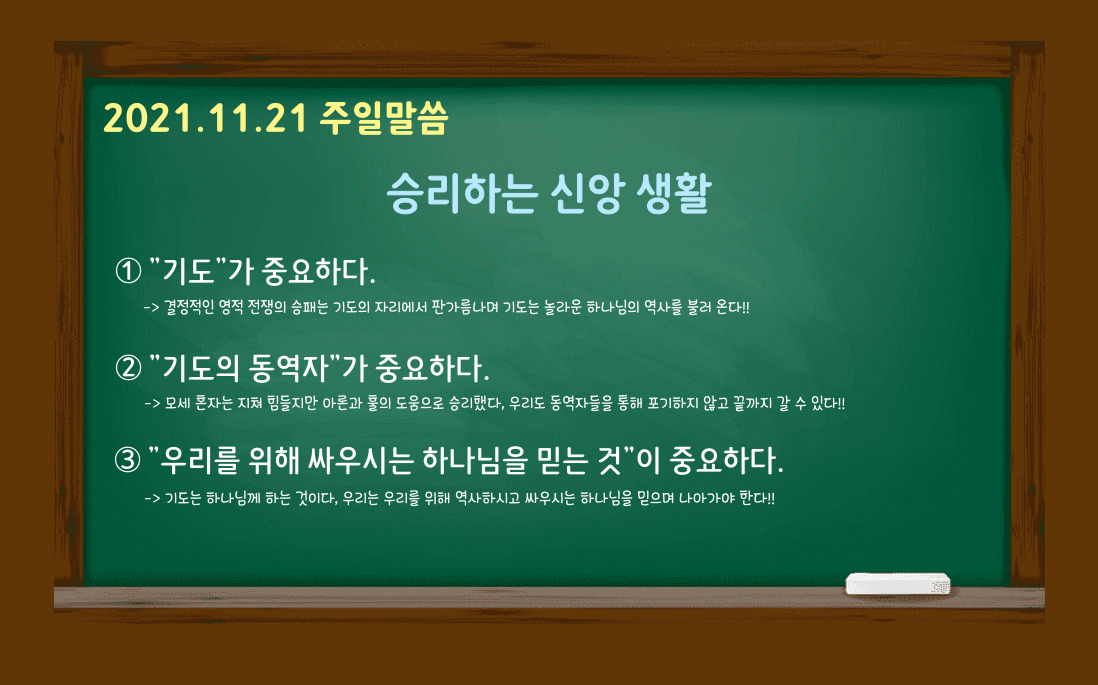 2021.11.21 주일말씀
승리하는 신앙 생활
① "기도"가 중요하다.
-> 결정적인 영적 전쟁의 승패는 기도의 자리에서 판가름나며 기도는 놀라운 하나님의 역사를 불러 온다!!
② "기도의 동역자"가 중요하다.
-> 모세 혼자는 지쳐 힘들지만 아론과 훌의 도움으로 승리했다, 우리도 동역자들을 통해 포기하지 않고 끝까지 갈 수 있다!!
③ "우리를 위해 싸우시는 하나님을 믿는 것"이 중요하다.
-> 기도는 하나님께 하는 것이다, 우리는 우리를 위해 역사하시고 싸우시는 하나님을 믿으며 나아가야 한다!!